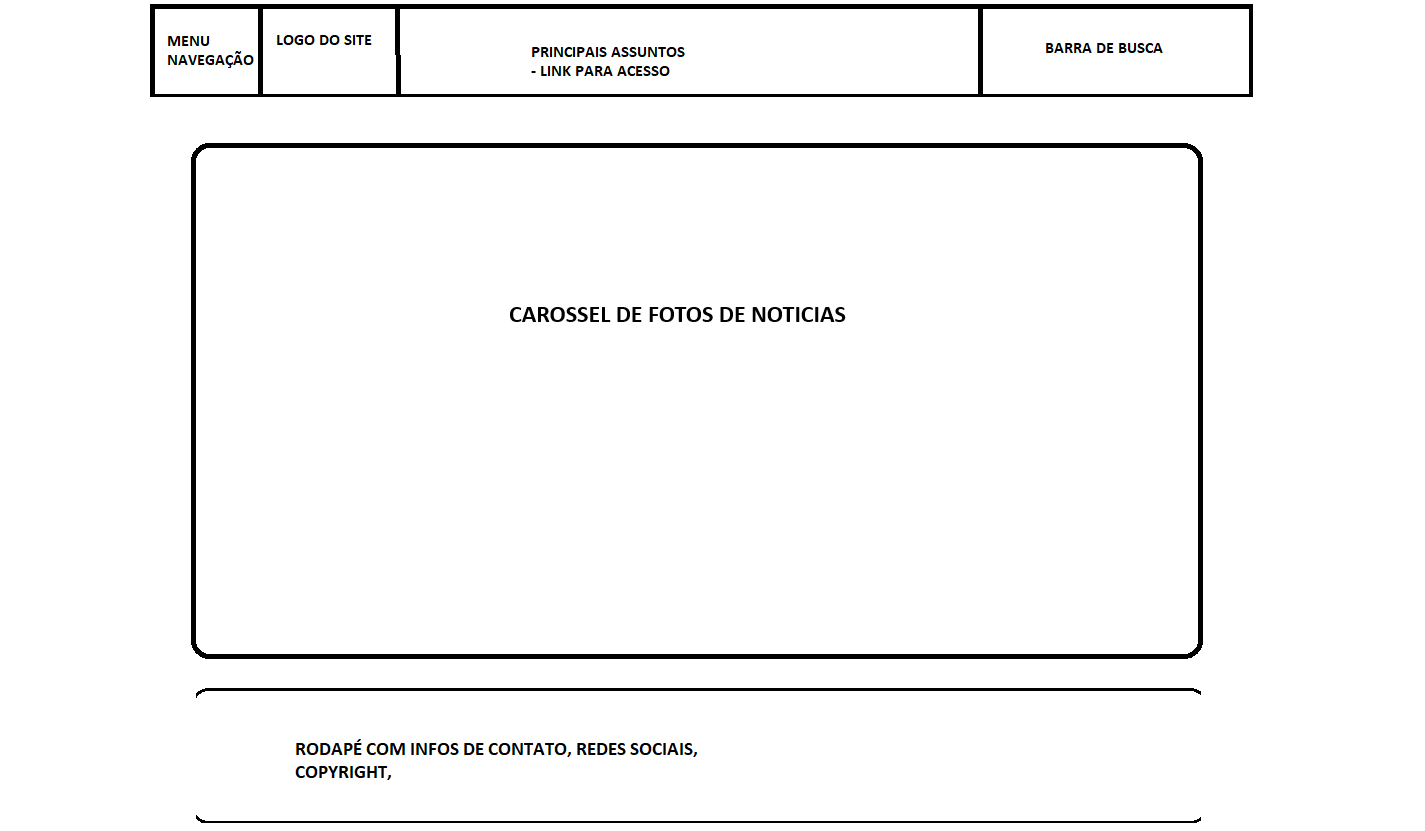 MENU
NAVEGAÇÃO
LOGO DO SITE
PRINCIPAIS ASSUNTOS
- LINK PARA ACESSO
BARRA DE BUSCA
CAROSSEL DE FOTOS DE NOTICIAS
RODAPÉ COM INFOS DE CONTATO, REDES SOCIAIS,
COPYRIGHT,